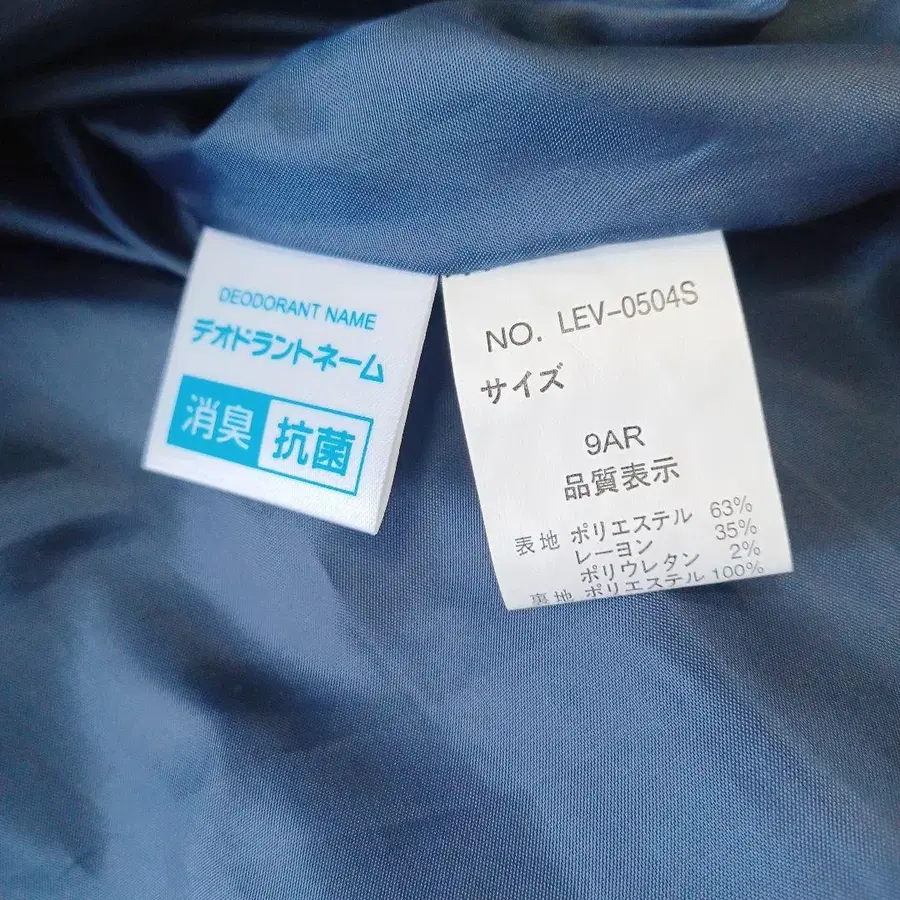 DEODORANT NAME
デオドラントネーム
消臭 抗菌
NO. LEV-0504S
サイズ
9AR
品質表示
表地 ポリエステル 63%
レーヨン 35%
ポリウレタン 2%
裏地 ポリエステル 100%